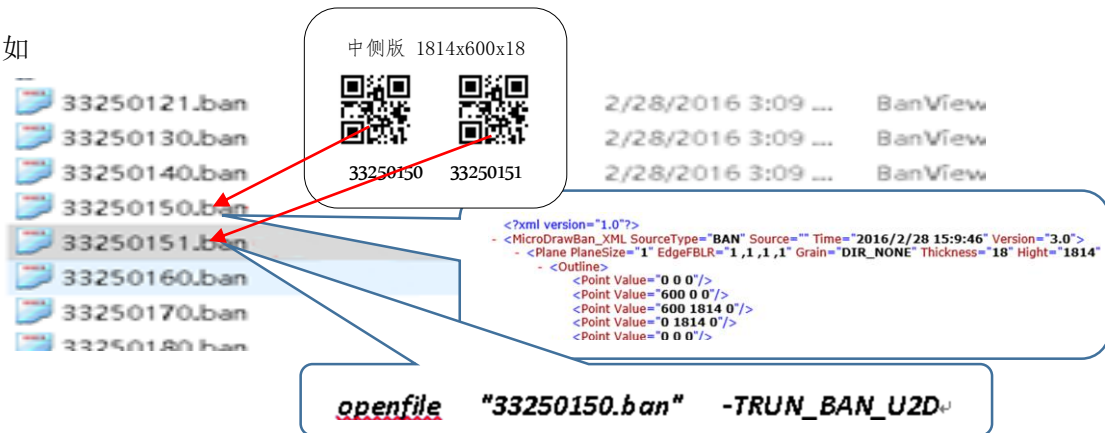 如
中侧版 1814x600x18
33250150 33250151
33250121.ban 2/28/2016 3:09 ... BanView
33250130.ban 2/28/2016 3:09 ... BanView
33250140.ban 2/28/2016 3:09 ... BanView
33250150.ban
33250151.ban
33250160.ban
33250170.ban
33250180.ban
<?xml version="1.0"?>
- <MicroDrawBan_XML SourceType="BAN" Source="" Time="2016/2/28 15:9:46" Version="3.0">
- <Plane PlaneSize="1" EdgeFBLR="1 ,1 ,1 ,1" Grain="DIR_NONE" Thickness="18" Hight="1814"
- <Outline>
<Point Value="0 0 0"/>
<Point Value="600 0 0"/>
<Point Value="600 1814 0"/>
<Point Value="0 1814 0"/>
<Point Value="0 0 0"/>
openfile "33250150.ban" -TRUN_BAN_U2D↵